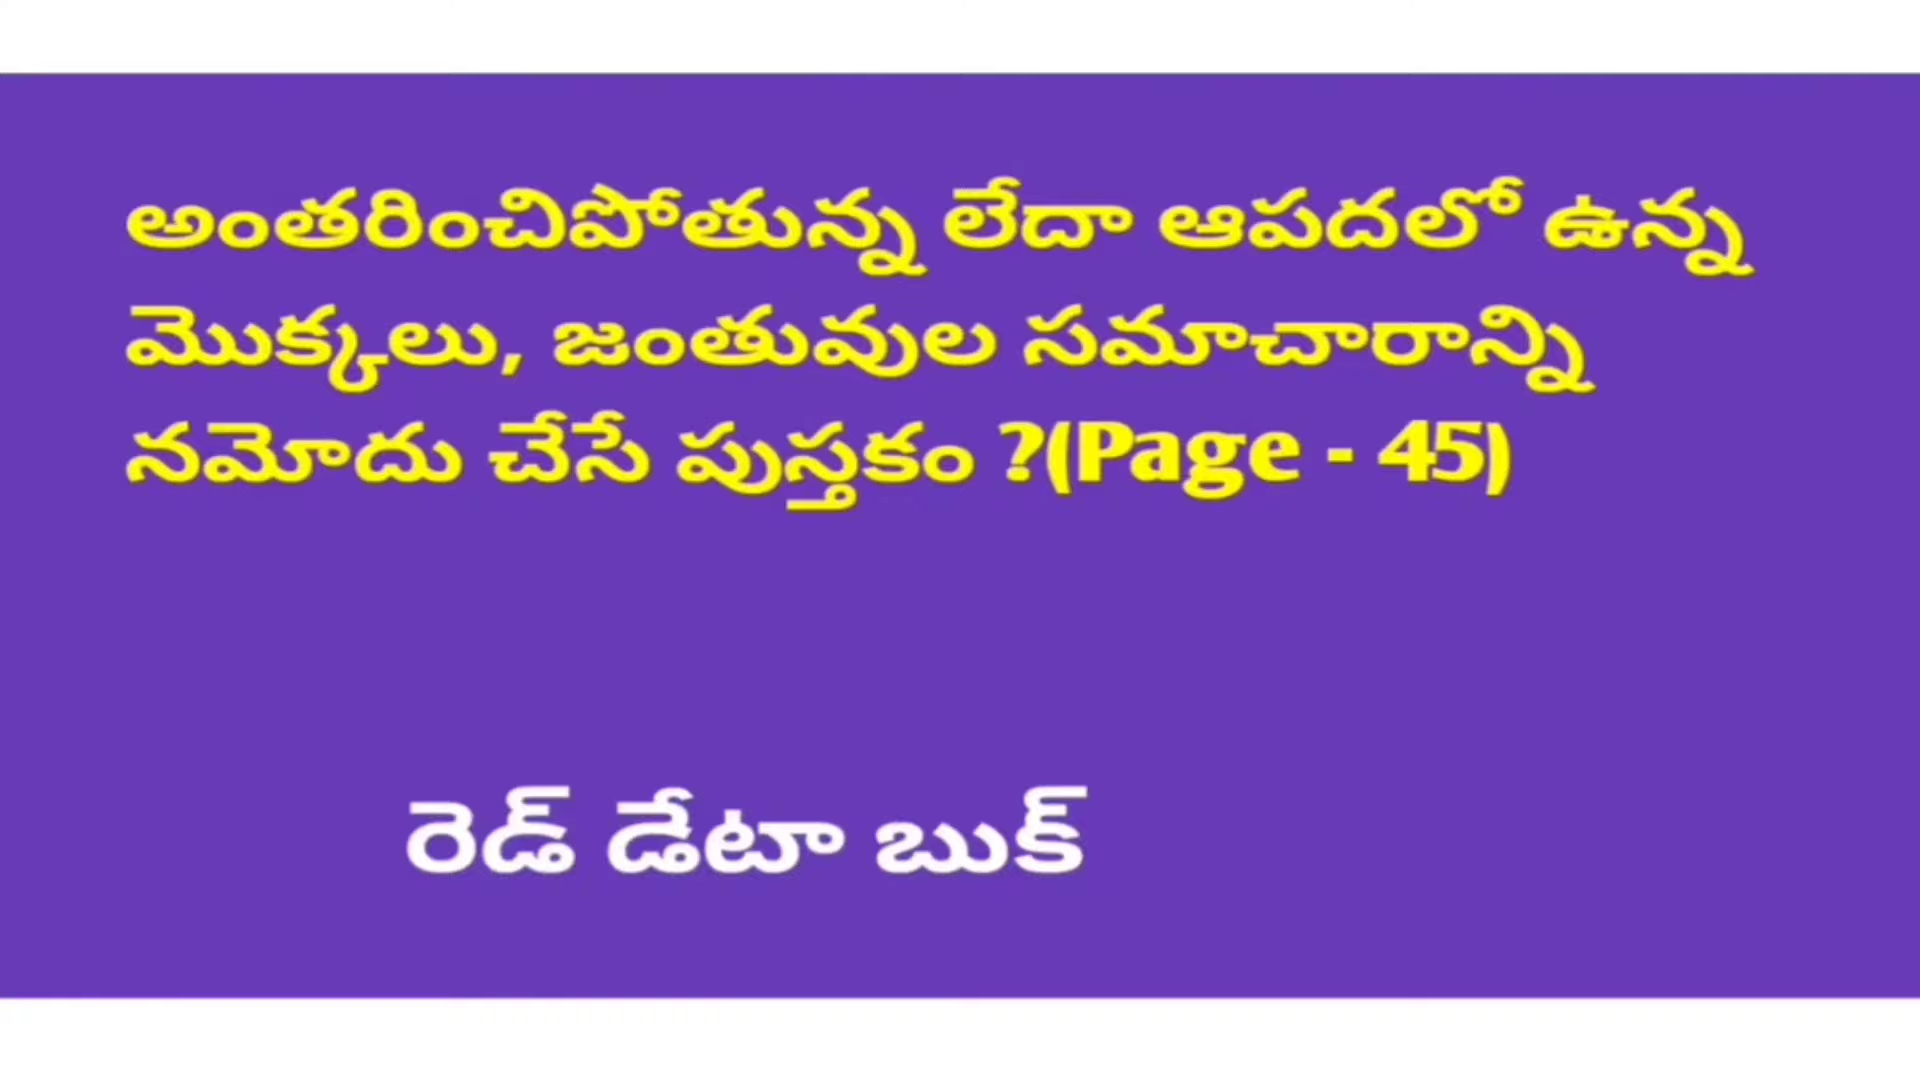 అంతరించిపోతున్న లేదా ఆపదలో ఉన్న
మొక్కలు, జంతువుల సమాచారాన్ని
నమోదు చేసే పుస్తకం ?(Page - 45)
రెడ్ డేటా బుక్